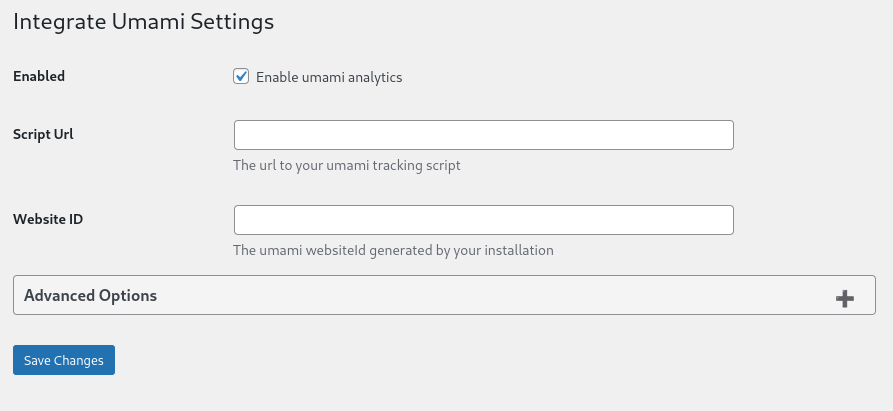 Integrate Umami Settings
Enabled
Enable umami analytics
Script Url
The url to your umami tracking script
Website ID
The umami websiteId generated by your installation
Advanced Options
Save Changes